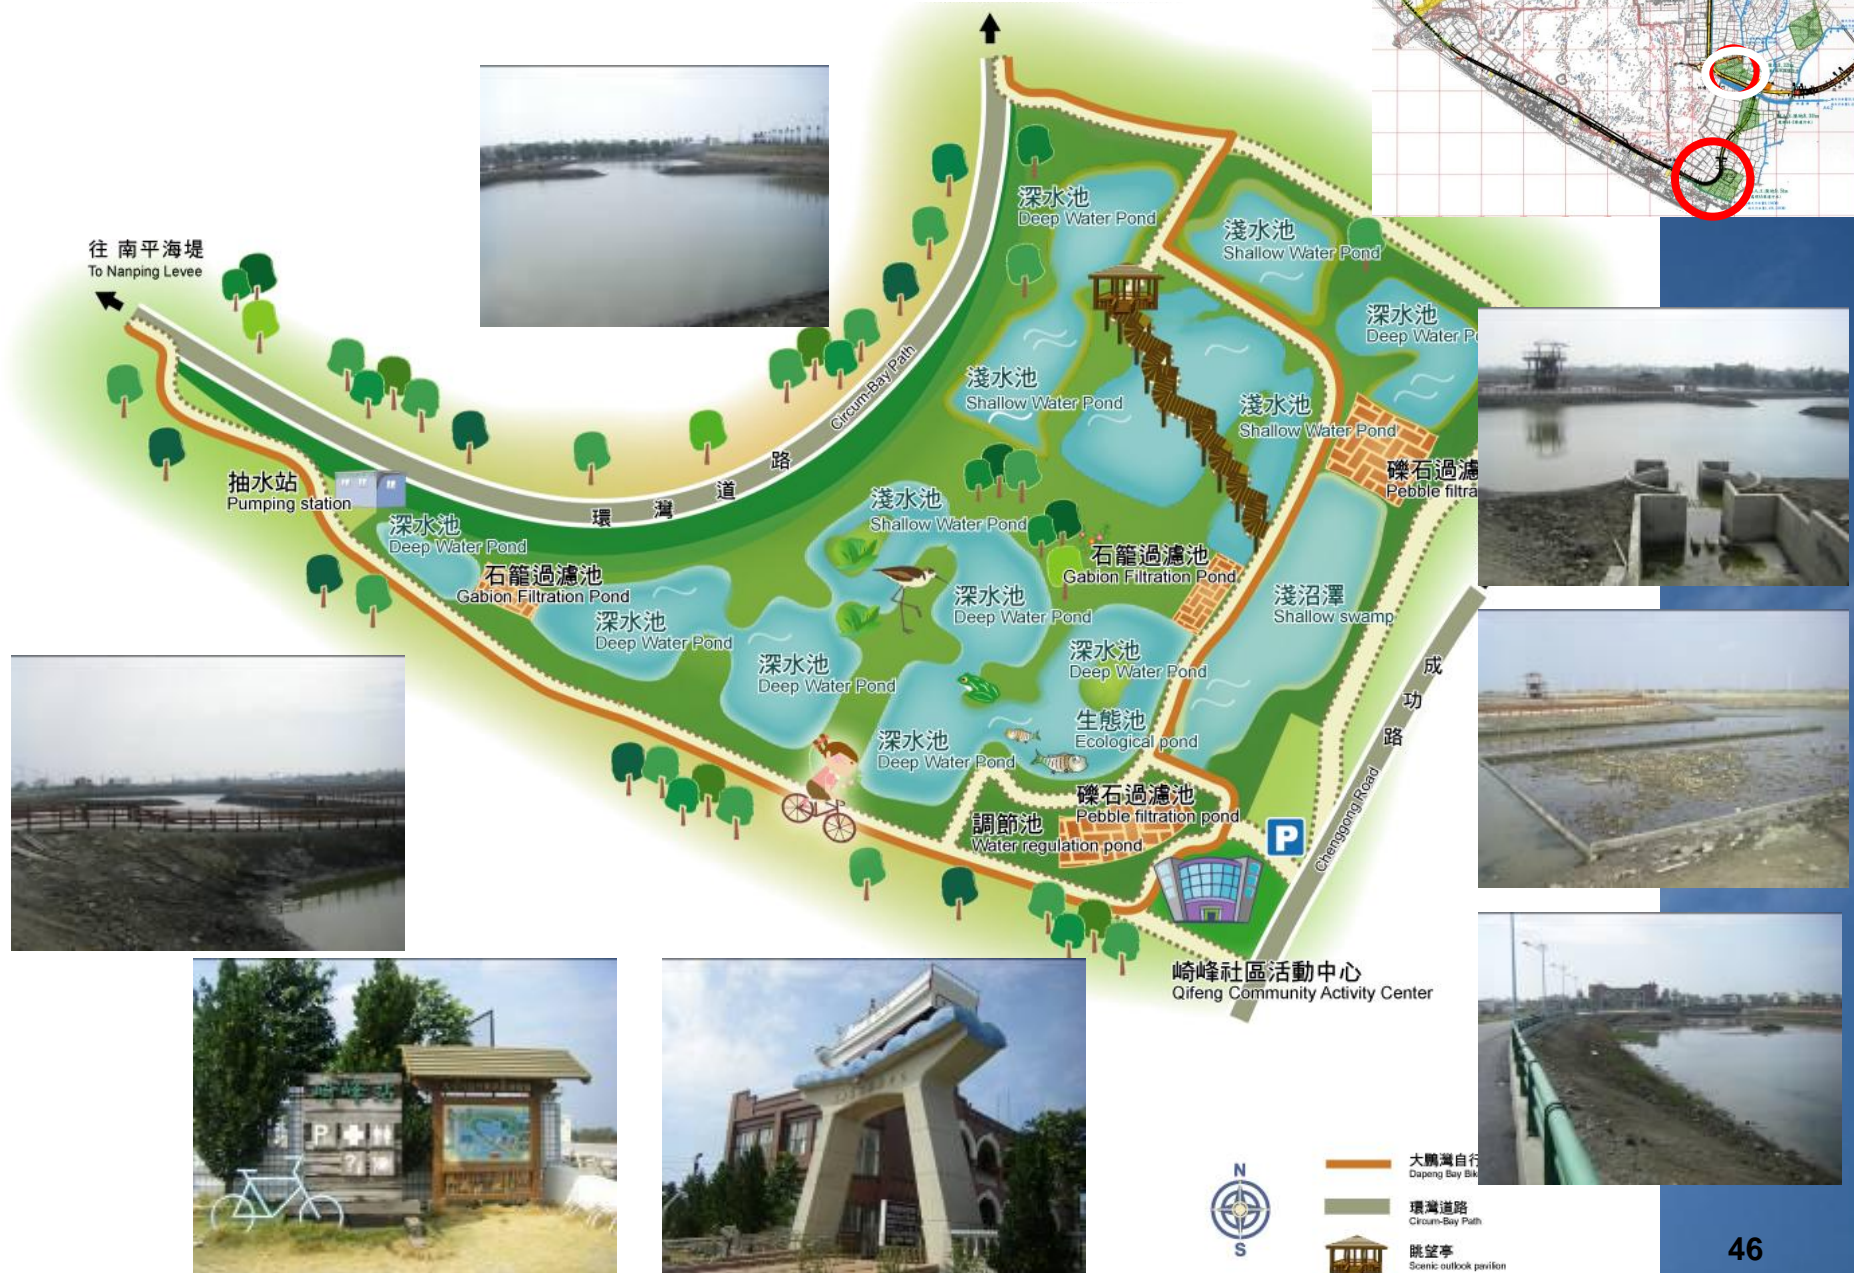 往 南平海堤
To Nanping Levee
深水池
Deep Water Pond
淺水池
Shallow Water Pond
深水池
Deep Water
淺水池
Shallow Water Pond
淺水池
Shallow Water Pond
Circum-Bay Path
環 灣 道 路
礫石過濾
Pebble
抽水站
Pumping station
深水池
Deep Water Pond
淺水池
Shallow Water Pond
石籠過濾池
Gabion Filtration Pond
石籠過濾池
Gabion Filtration Pond
深水池
Deep Water Pond
深水池
Deep Water Pond
淺沼澤
Shallow swamp
深水池
Deep Water Pond
深水池
Deep Water Pond
生態池
Ecological pond
深水池
Deep Water Pond
成 功 路
Chenggong Road
礫石過濾池
Pebble filtration pond
調節池
Water regulation pond
P
崎峰社區活動中心
Qifeng Community Activity Center
P
?
N
S
大鵬灣自行
Dapeng Bay
環灣道路
Circum-Bay Path
眺望亭
Scenic outlook pavilion
46